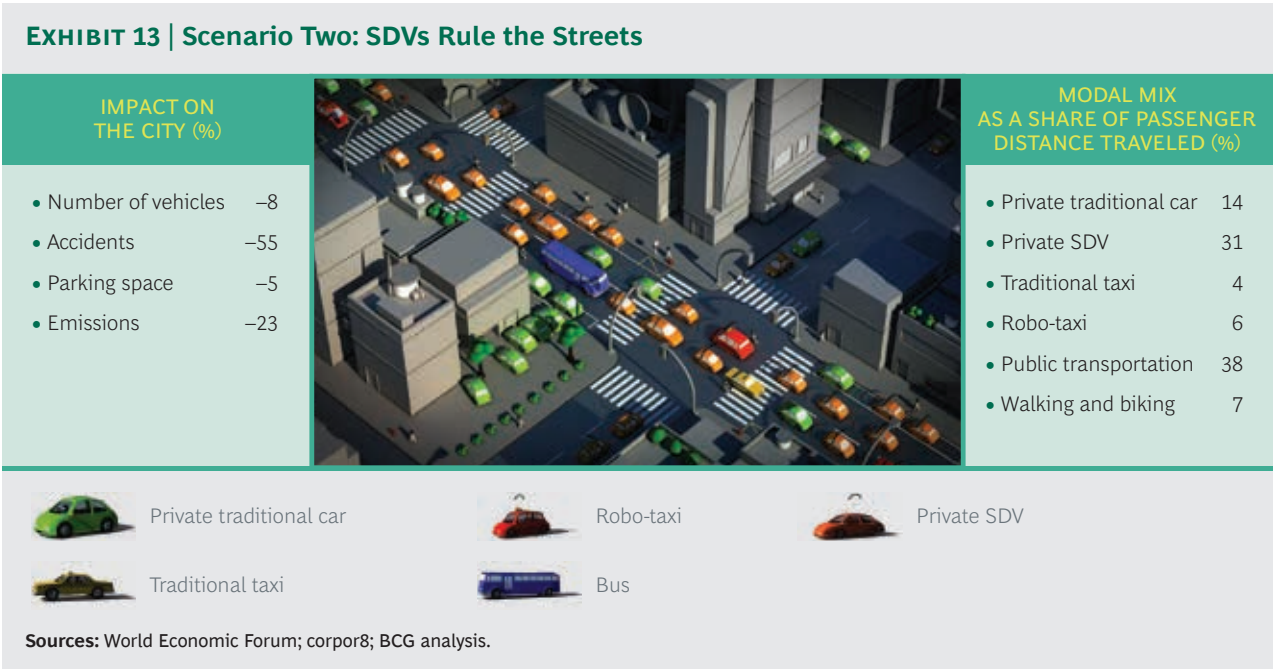 EXHIBIT 13 | Scenario Two: SDVs Rule the Streets
IMPACT ON
THE CITY (%)
• Number of vehicles –8
• Accidents –55
• Parking space –5
• Emissions –23
MODAL MIX
AS A SHARE OF PASSENGER
DISTANCE TRAVELED (%)
• Private traditional car 14
• Private SDV 31
• Traditional taxi 4
• Robo-taxi 6
• Public transportation 38
• Walking and biking 7
Private traditional car
Robo-taxi
Private SDV
Traditional taxi
Bus
Sources: World Economic Forum; corpor8; BCG analysis.